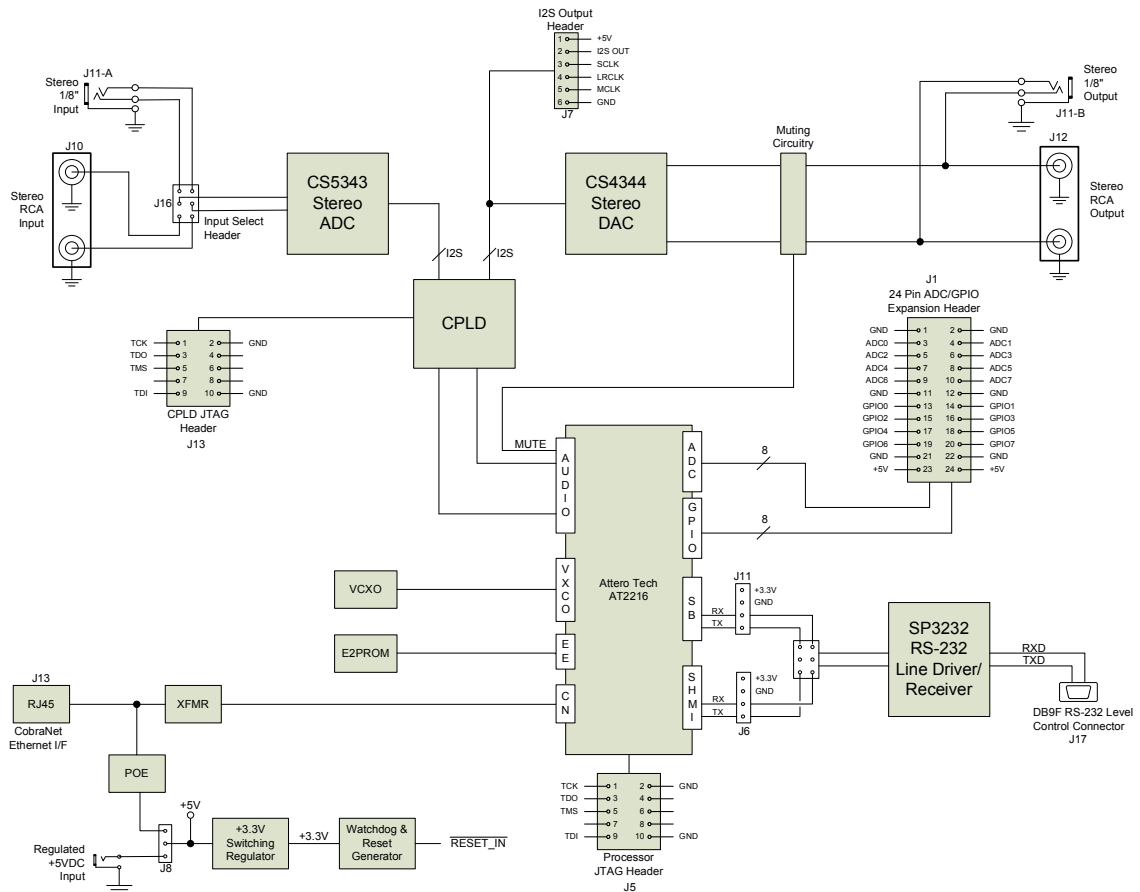 I2S Output
Header
1 +5V
2 I2S OUT
3 SCLK
4 LRCLK
5 MCLK
6 GND
J7
J11-A
Stereo
1/8"
Input
J10
Stereo
RCA
Input
J16
Input Select
Header
CS5343
Stereo
ADC
I2S
I2S
CS4344
Stereo
DAC
Muting
Circuitry
Stereo
1/8"
Output
J11-B
J12
Stereo
RCA
Output
CPLD
TCK 1 2 GND
TDO 3 4
TMS 5 6
7 8
TDI 9 10 GND
CPLD JTAG
Header
J13
J1
24 Pin ADC/GPIO
Expansion Header
GND 1 2 GND
ADC0 3 4 ADC1
ADC2 5 6 ADC3
ADC4 7 8 ADC5
ADC6 9 10 ADC7
GND 11 12 GND
GPIO0 13 14 GPIO1
GPIO2 15 16 GPIO3
GPIO4 17 18 GPIO5
GPIO6 19 20 GPIO7
GND 21 22 GND
+5V 23 24 +5V
MUTE
AUDIO
VXCO
EE
CN
Attero Tech
AT2216
ADC
8
GPIO
8
SB
RX
TX
J11
+3.3V
GND
SHMI
RX
TX
+3.3V
GND
J6
SP3232
RS-232
Line Driver/
Receiver
RXD
TXD
DB9F RS-232 Level
Control Connector
J17
VCXO
E2PROM
J13
RJ45
CobraNet
Ethernet I/F
XFMR
POE
+5V
Regulated
+5VDC
Input
J8
+3.3V
Switching
Regulator
+3.3V
Watchdog &
Reset
Generator
RESET_IN
TCK 1 2 GND
TDO 3 4
TMS 5 6
7 8
TDI 9 10 GND
Processor
JTAG Header
J5